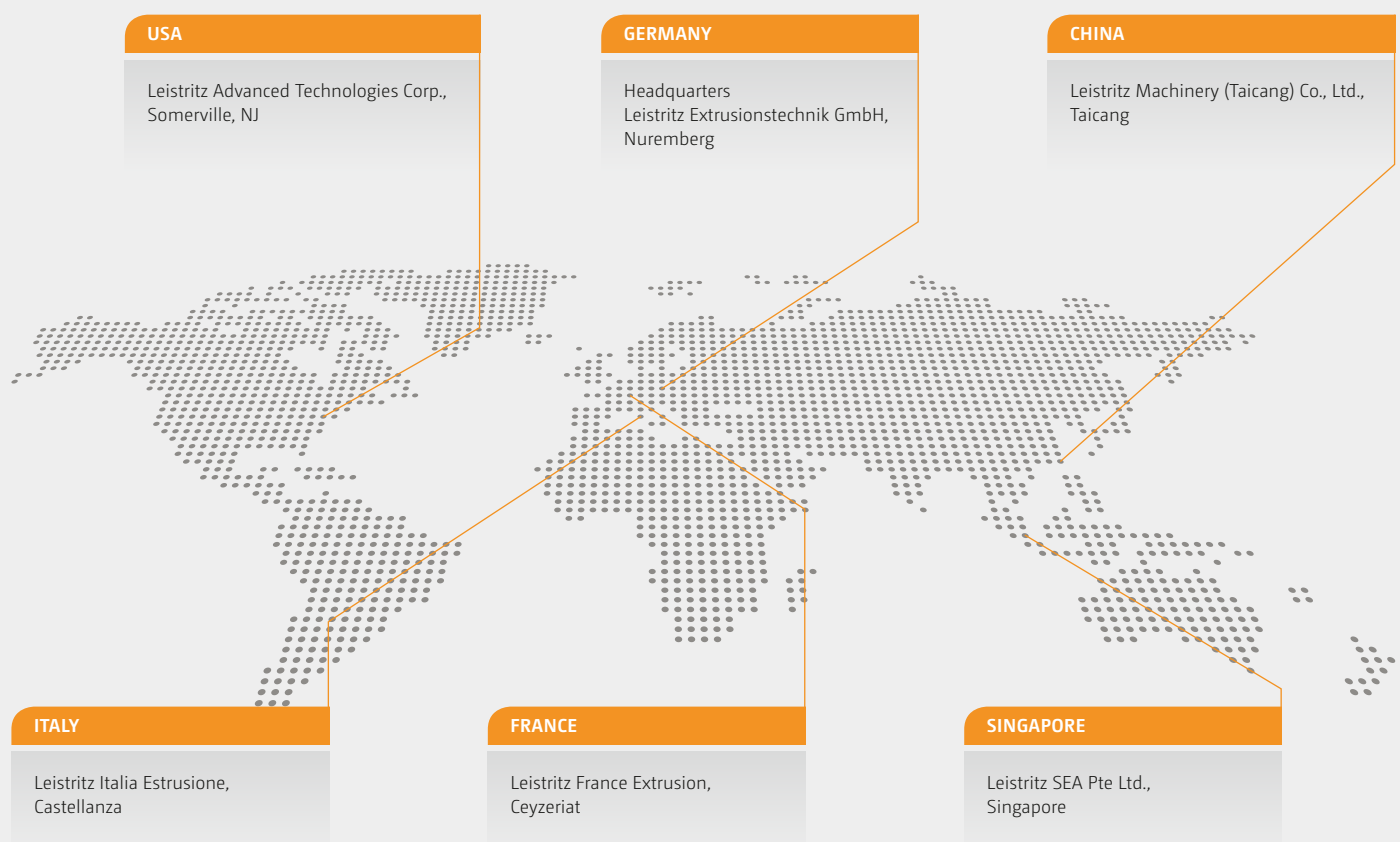 USA
Leistritz Advanced Technologies Corp.,
Somerville, NJ
GERMANY
Headquarters
Leistritz Extrusionstechnik GmbH,
Nuremberg
CHINA
Leistritz Machinery (Taicang) Co., Ltd.,
Taicang
ITALY
Leistritz Italia Estrusione,
Castellanza
FRANCE
Leistritz France Extrusion,
Ceyzeriat
SINGAPORE
Leistritz SEA Pte Ltd.,
Singapore